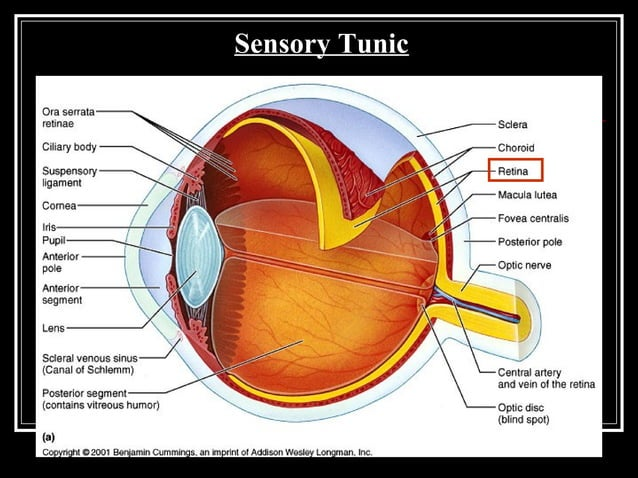 Sensory Tunic
Ora serrata
retinae
Ciliary body
Suspensory
ligament
Cornea
Iris
Pupil
Anterior
pole
Anterior
segment
Lens
Scleral venous sinus
(Canal of Schlemm)
Posterior segment
(contains vitreous humor)
Sclera
Choroid
Retina
Macula lutea
Fovea centralis
Posterior pole
Optic nerve
Central artery
and vein of the retina
Optic disc
(blind spot)
(a)
Copyright © 2001 Benjamin Cummings, an imprint of Addison Wesley Longman, Inc.